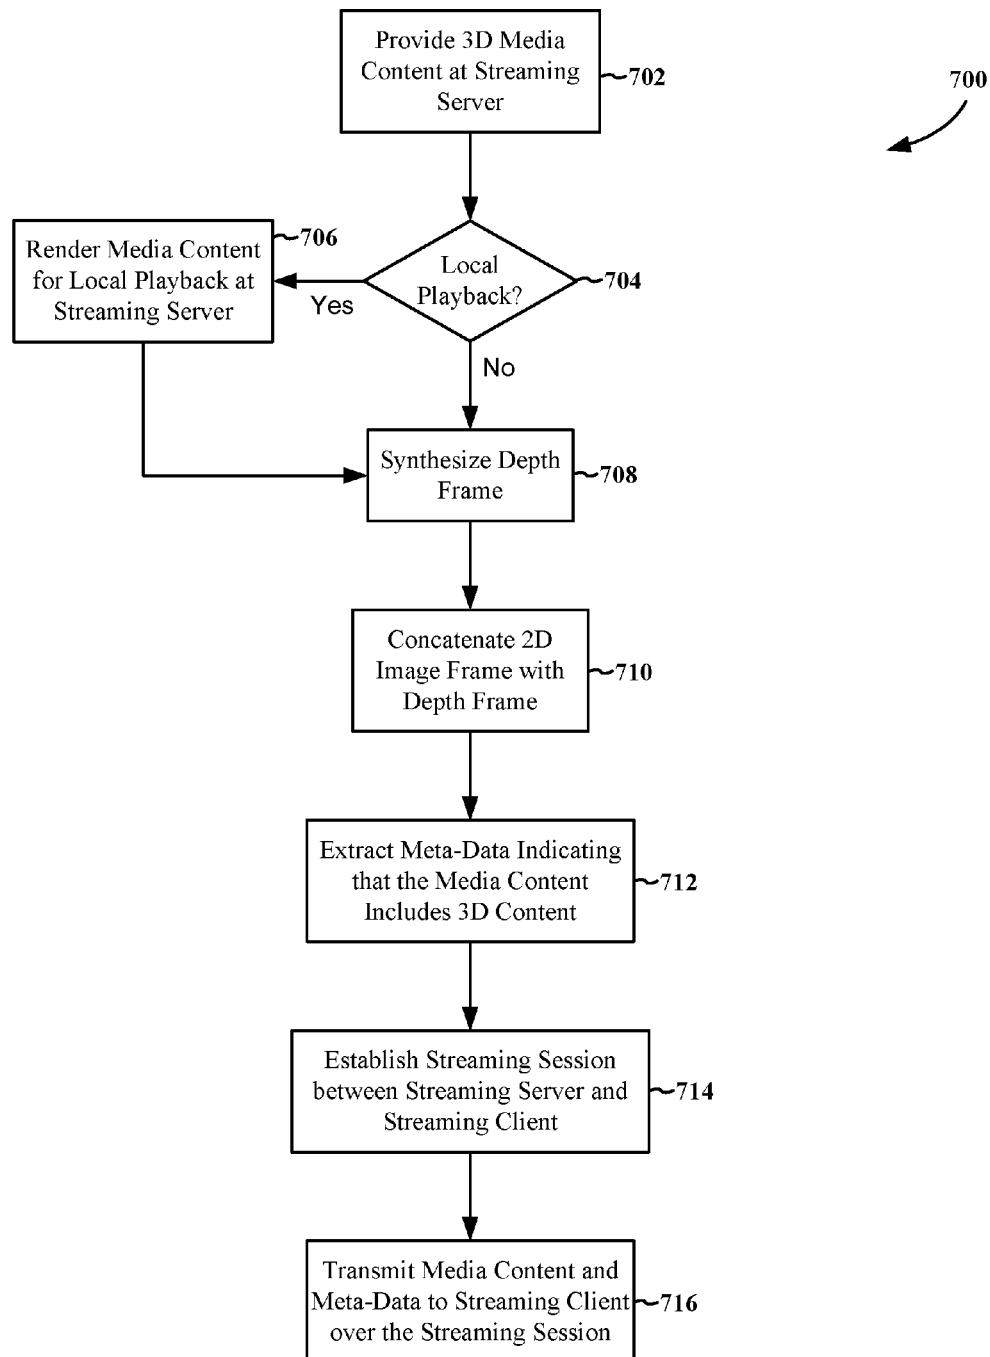 Provide 3D Media
Content at Streaming
Server
702
700
Render Media Content
for Local Playback at
Streaming Server
706
Local
Playback?
704
Yes
No
Synthesize Depth
Frame
708
Concatenate 2D
Image Frame with
Depth Frame
710
Extract Meta-Data Indicating
that the Media Content
Includes 3D Content
712
Establish Streaming Session
between Streaming Server and
Streaming Client
714
Transmit Media Content and
Meta-Data to Streaming Client
over the Streaming Session
716